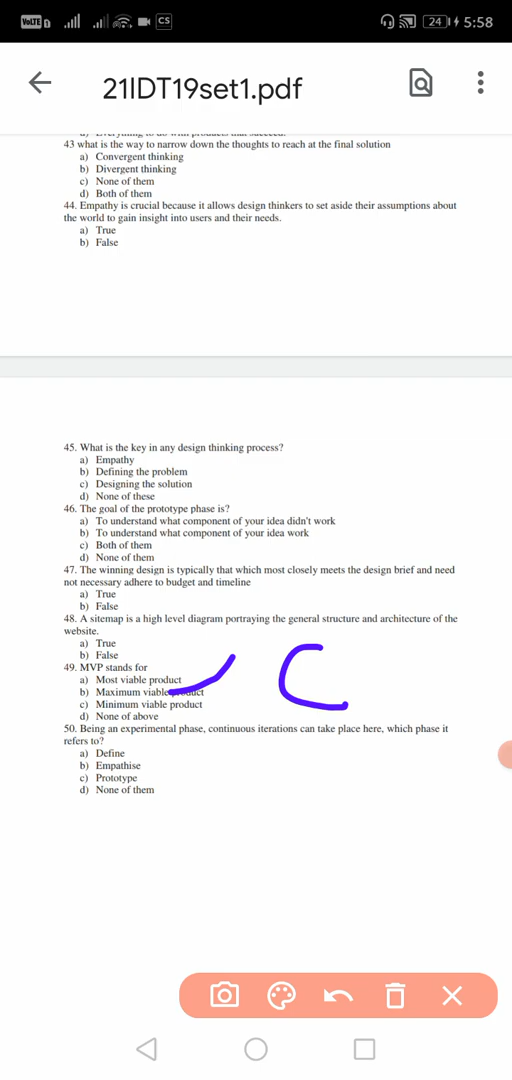 VoLTE
CS
24
5:58
21IDT19set1.pdf
d) Everything to do with products that succeed.
43 what is the way to narrow down the thoughts to reach at the final solution
a) Convergent thinking
b) Divergent thinking
c) None of them
d) Both of them
44. Empathy is crucial because it allows design thinkers to set aside their assumptions about
the world to gain insight into users and their needs.
a) True
b) False
45. What is the key in any design thinking process?
a) Empathy
b) Defining the problem
c) Designing the solution
d) None of these
46. The goal of the prototype phase is?
a) To understand what component of your idea didn't work
b) To understand what component of your idea work
c) Both of them
d) None of them
47. The winning design is typically that which most closely meets the design brief and need
not necessary adhere to budget and timeline
a) True
b) False
48. A sitemap is a high level diagram portraying the general structure and architecture of the
website.
a) True
b) False
49. MVP stands for
a) Most viable product
b) Maximum viable product
c) Minimum viable product
d) None of above
C
50. Being an experimental phase, continuous iterations can take place here, which phase it
refers to?
a) Define
b) Empathise
c) Prototype
d) None of them